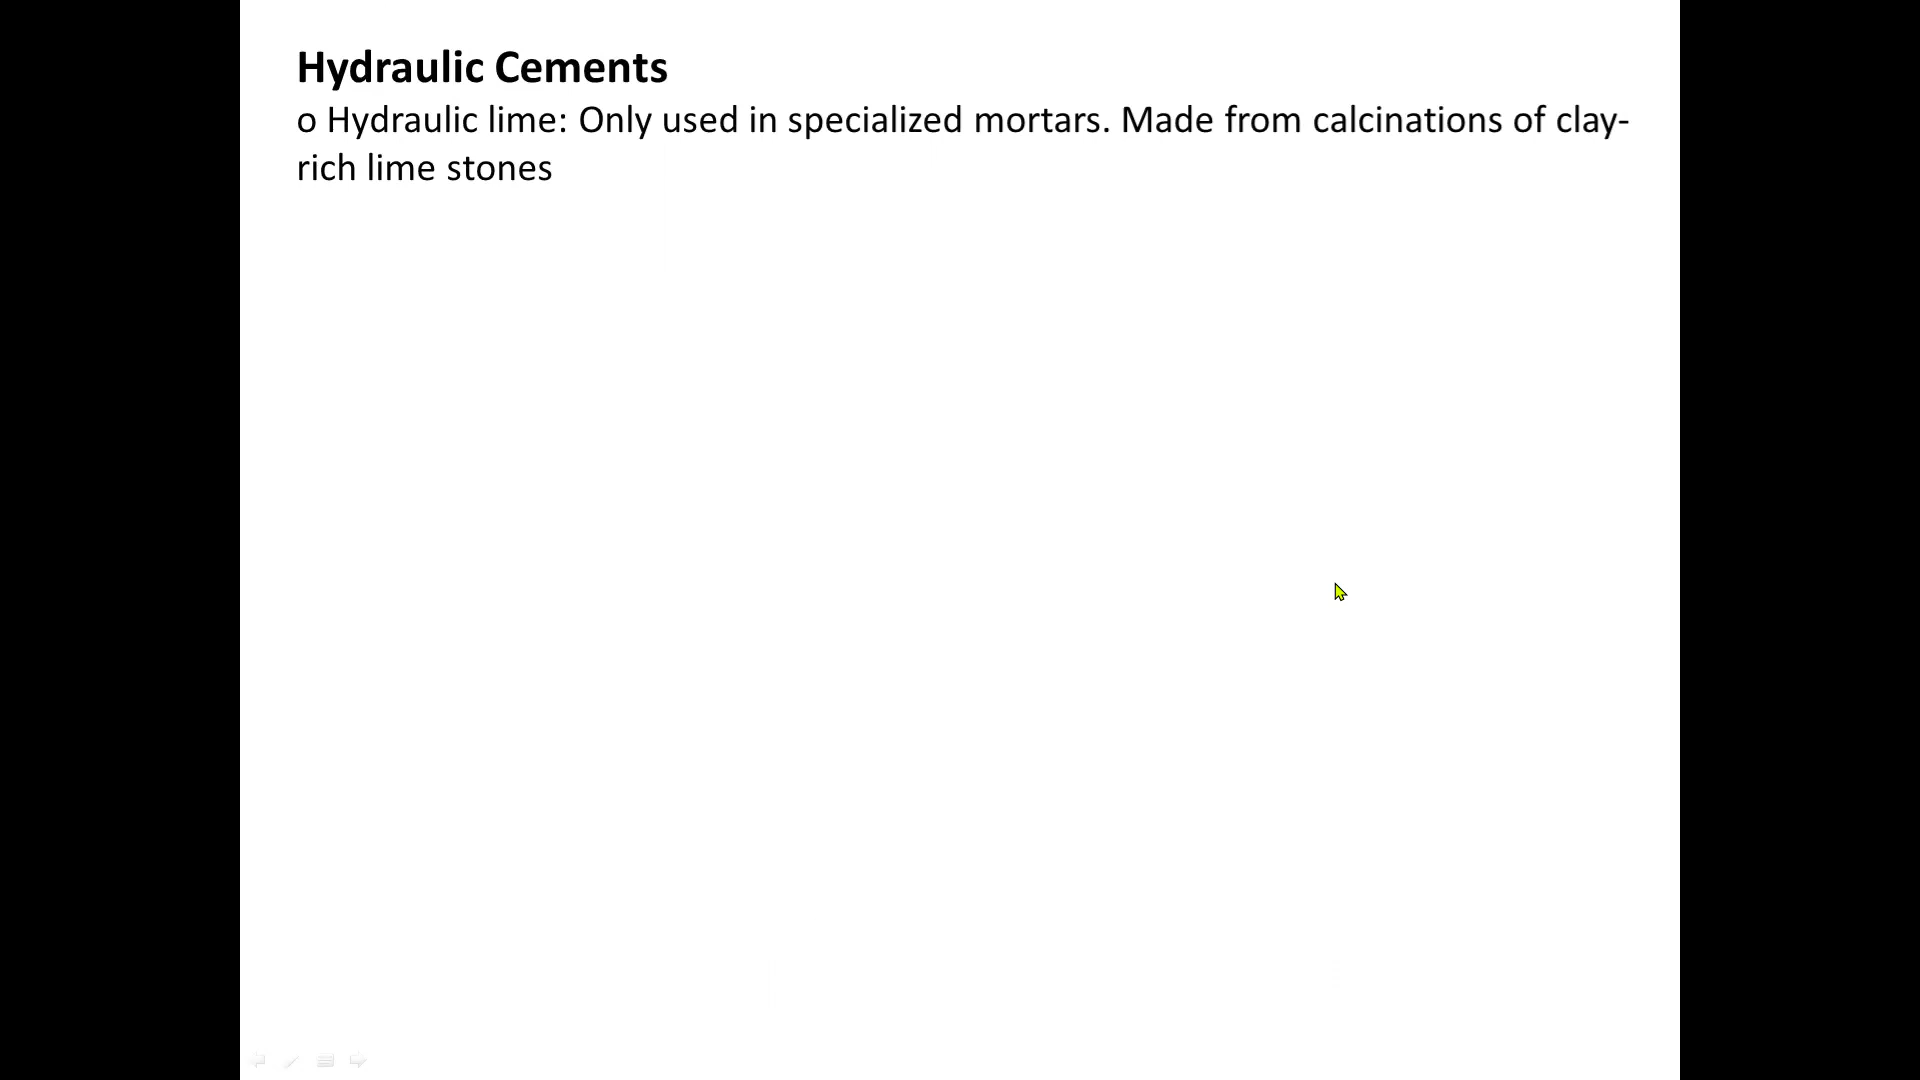 Hydraulic Cements
o Hydraulic lime: Only used in specialized mortars. Made from calcinations of clay-
rich lime stones